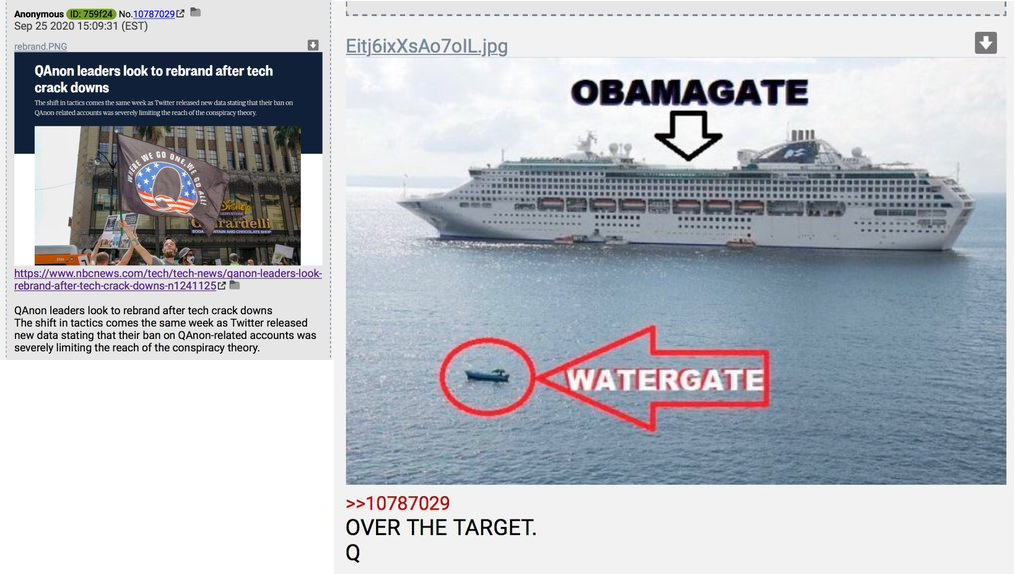 Anonymous ID: 759f24 No.10787029
Sep 25 2020 15:09:31 (EST)
rebrand.PNG
QAnon leaders look to rebrand after tech
crack downs
The shift in tactics comes the same week as Twitter released new data stating that their ban on
QAnon-related accounts was severely limiting the reach of the conspiracy theory.
WHERE WE GO ONE, WE GO ALL!
Q
Disney
Ghirardelli
https://www.nbcnews.com/tech/tech-news/qanon-leaders-look-
rebrand-after-tech-crack-downs-n1241125
QAnon leaders look to rebrand after tech crack downs
The shift in tactics comes the same week as Twitter released
new data stating that their ban on QAnon-related accounts was
severely limiting the reach of the conspiracy theory.
Eitj6ixXsAo7oIL.jpg
OBAMAGATE
WATERGATE
>>10787029
OVER THE TARGET.
Q